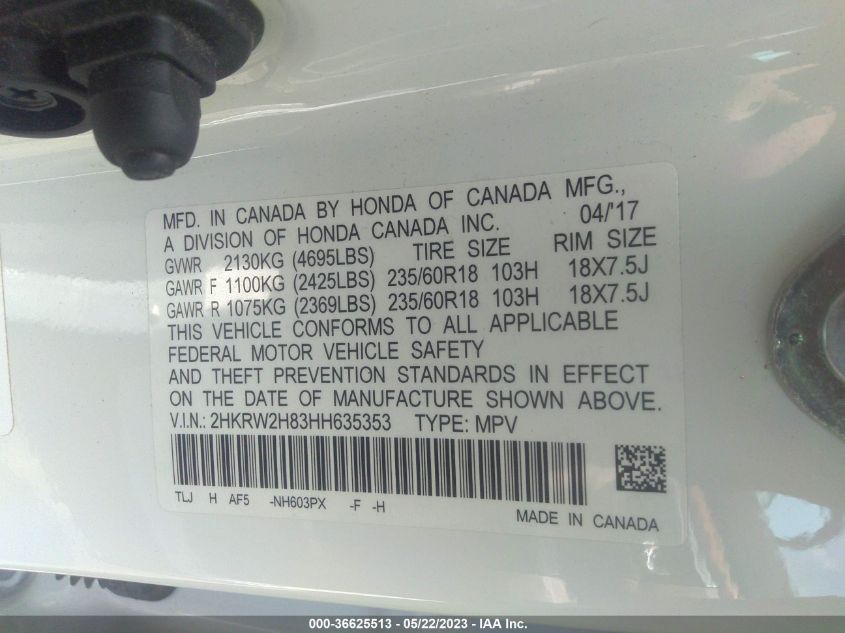 MFD. IN CANADA BY HONDA OF CANADA MFG.,
A DIVISION OF HONDA CANADA INC. 04/'17
GVWR 2130KG (4695LBS) TIRE SIZE RIM SIZE
GAWR F 1100KG (2425LBS) 235/60R18 103H 18X7.5J
GAWR R 1075KG (2369LBS) 235/60R18 103H 18X7.5J
THIS VEHICLE CONFORMS TO ALL APPLICABLE
FEDERAL MOTOR VEHICLE SAFETY
AND THEFT PREVENTION STANDARDS IN EFFECT
ON THE DATE OF MANUFACTURE SHOWN ABOVE.
V.I.N.: 2HKRW2H83HH635353 TYPE: MPV
TLJ H AF5 -NH603PX -F -H
MADE IN CANADA
000-36625513 - 05/22/2023 - IAA Inc.